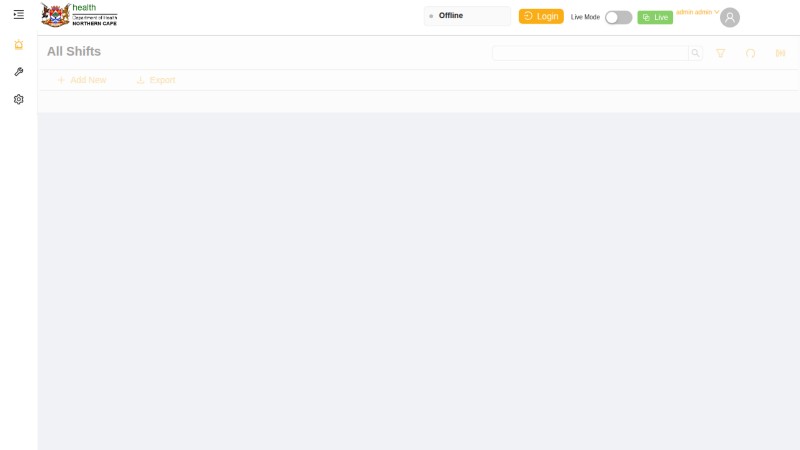 health
Department of Health
NORTHERN CAPE
Offline
Login
Live Mode
Live
admin admin
All Shifts
Add New
Export